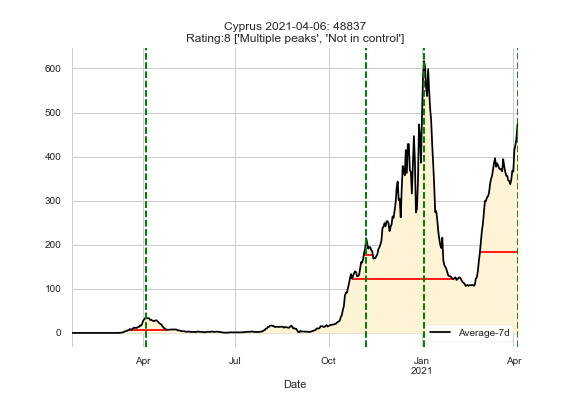 Cyprus 2021-04-06: 48837
Rating:8 ['Multiple peaks', 'Not in control']
600
500
400
300
200
100
0
Average-7d
Apr
Jul
Oct
Jan
2021
Apr
Date